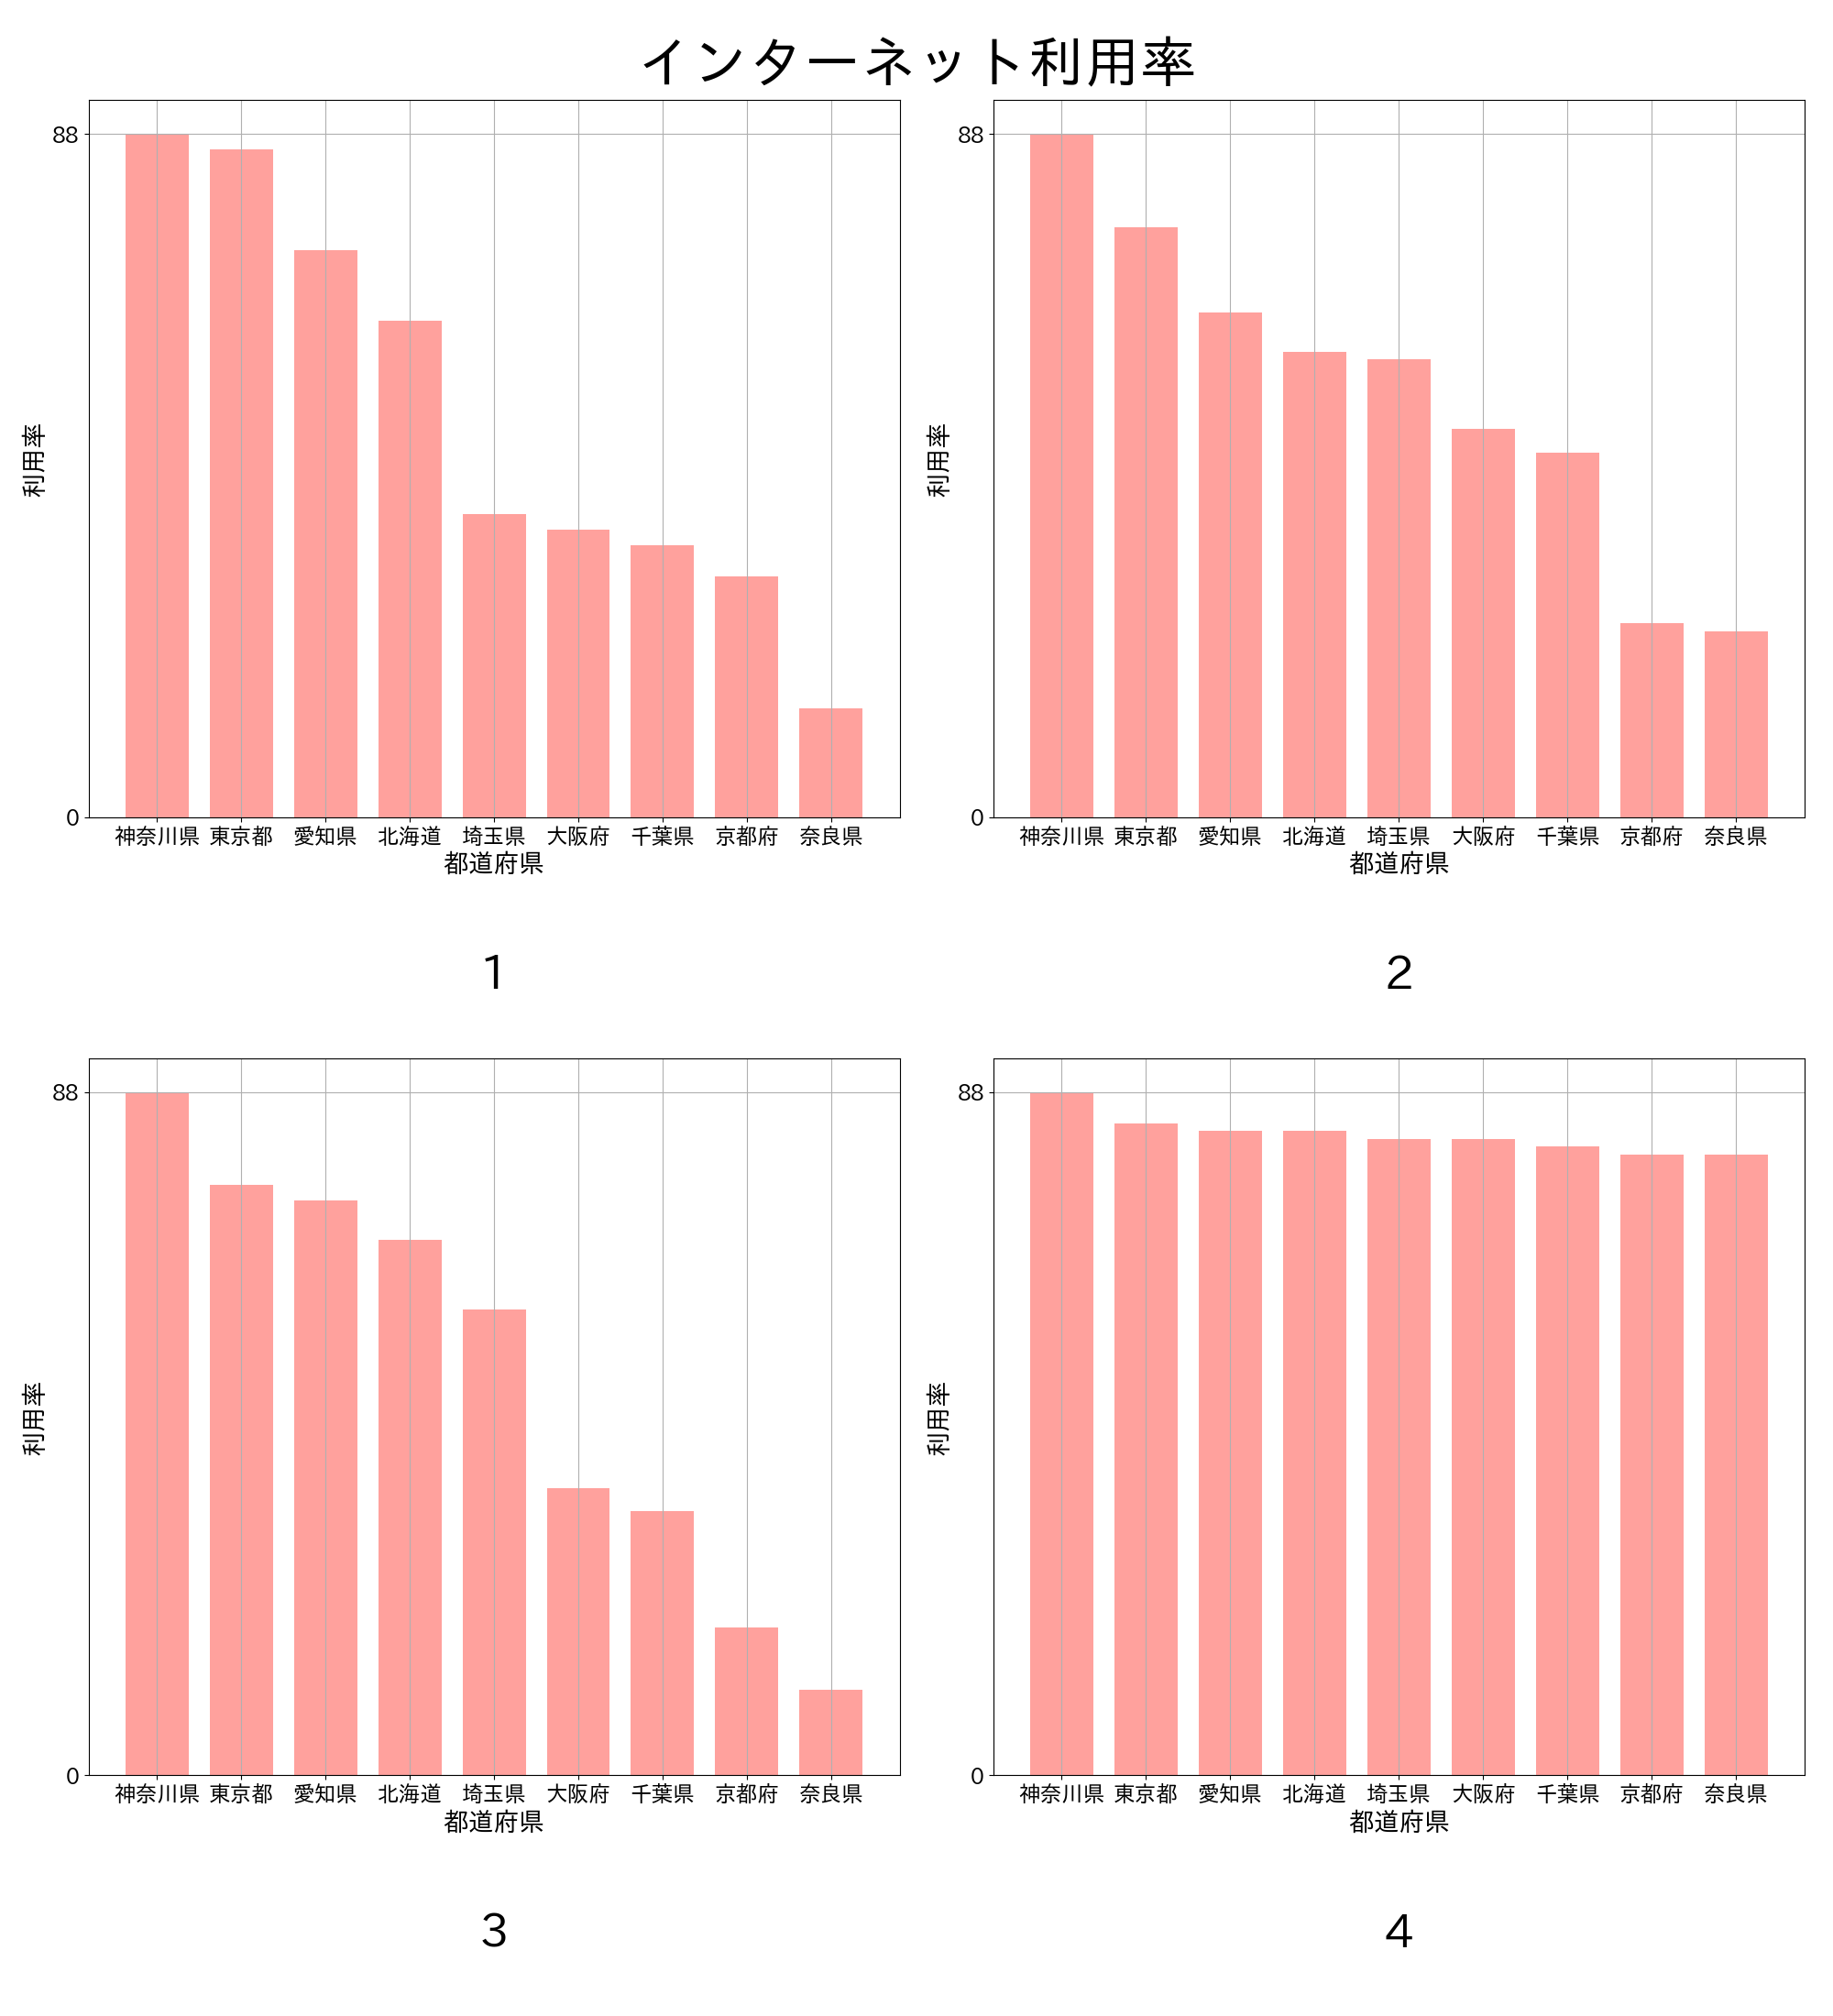 インターネット利用率
88
0
利用率
神奈川県 東京都 愛知県 北海道 埼玉県 大阪府 千葉県 京都府 奈良県
都道府県
1
88
0
利用率
神奈川県 東京都 愛知県 北海道 埼玉県 大阪府 千葉県 京都府 奈良県
都道府県
2
88
0
利用率
神奈川県 東京都 愛知県 北海道 埼玉県 大阪府 千葉県 京都府 奈良県
都道府県
3
88
0
利用率
神奈川県 東京都 愛知県 北海道 埼玉県 大阪府 千葉県 京都府 奈良県
都道府県
4